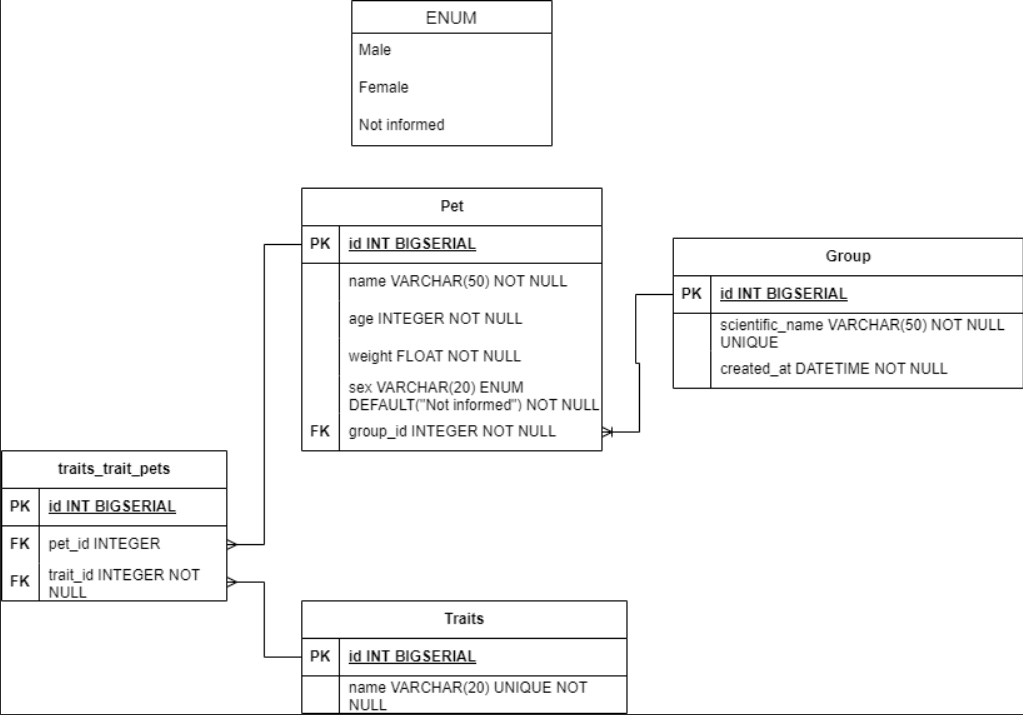 ENUM
Male
Female
Not informed
Pet
PK id INT BIGSERIAL
name VARCHAR(50) NOT NULL
age INTEGER NOT NULL
weight FLOAT NOT NULL
sex VARCHAR(20) ENUM
DEFAULT("Not informed") NOT NULL
FK group_id INTEGER NOT NULL
Group
PK id INT BIGSERIAL
scientific_name VARCHAR(50) NOT NULL
UNIQUE
created_at DATETIME NOT NULL
traits_trait_pets
PK id INT BIGSERIAL
FK pet_id INTEGER
FK trait_id INTEGER NOT
NULL
Traits
PK id INT BIGSERIAL
name VARCHAR(20) UNIQUE NOT
NULL